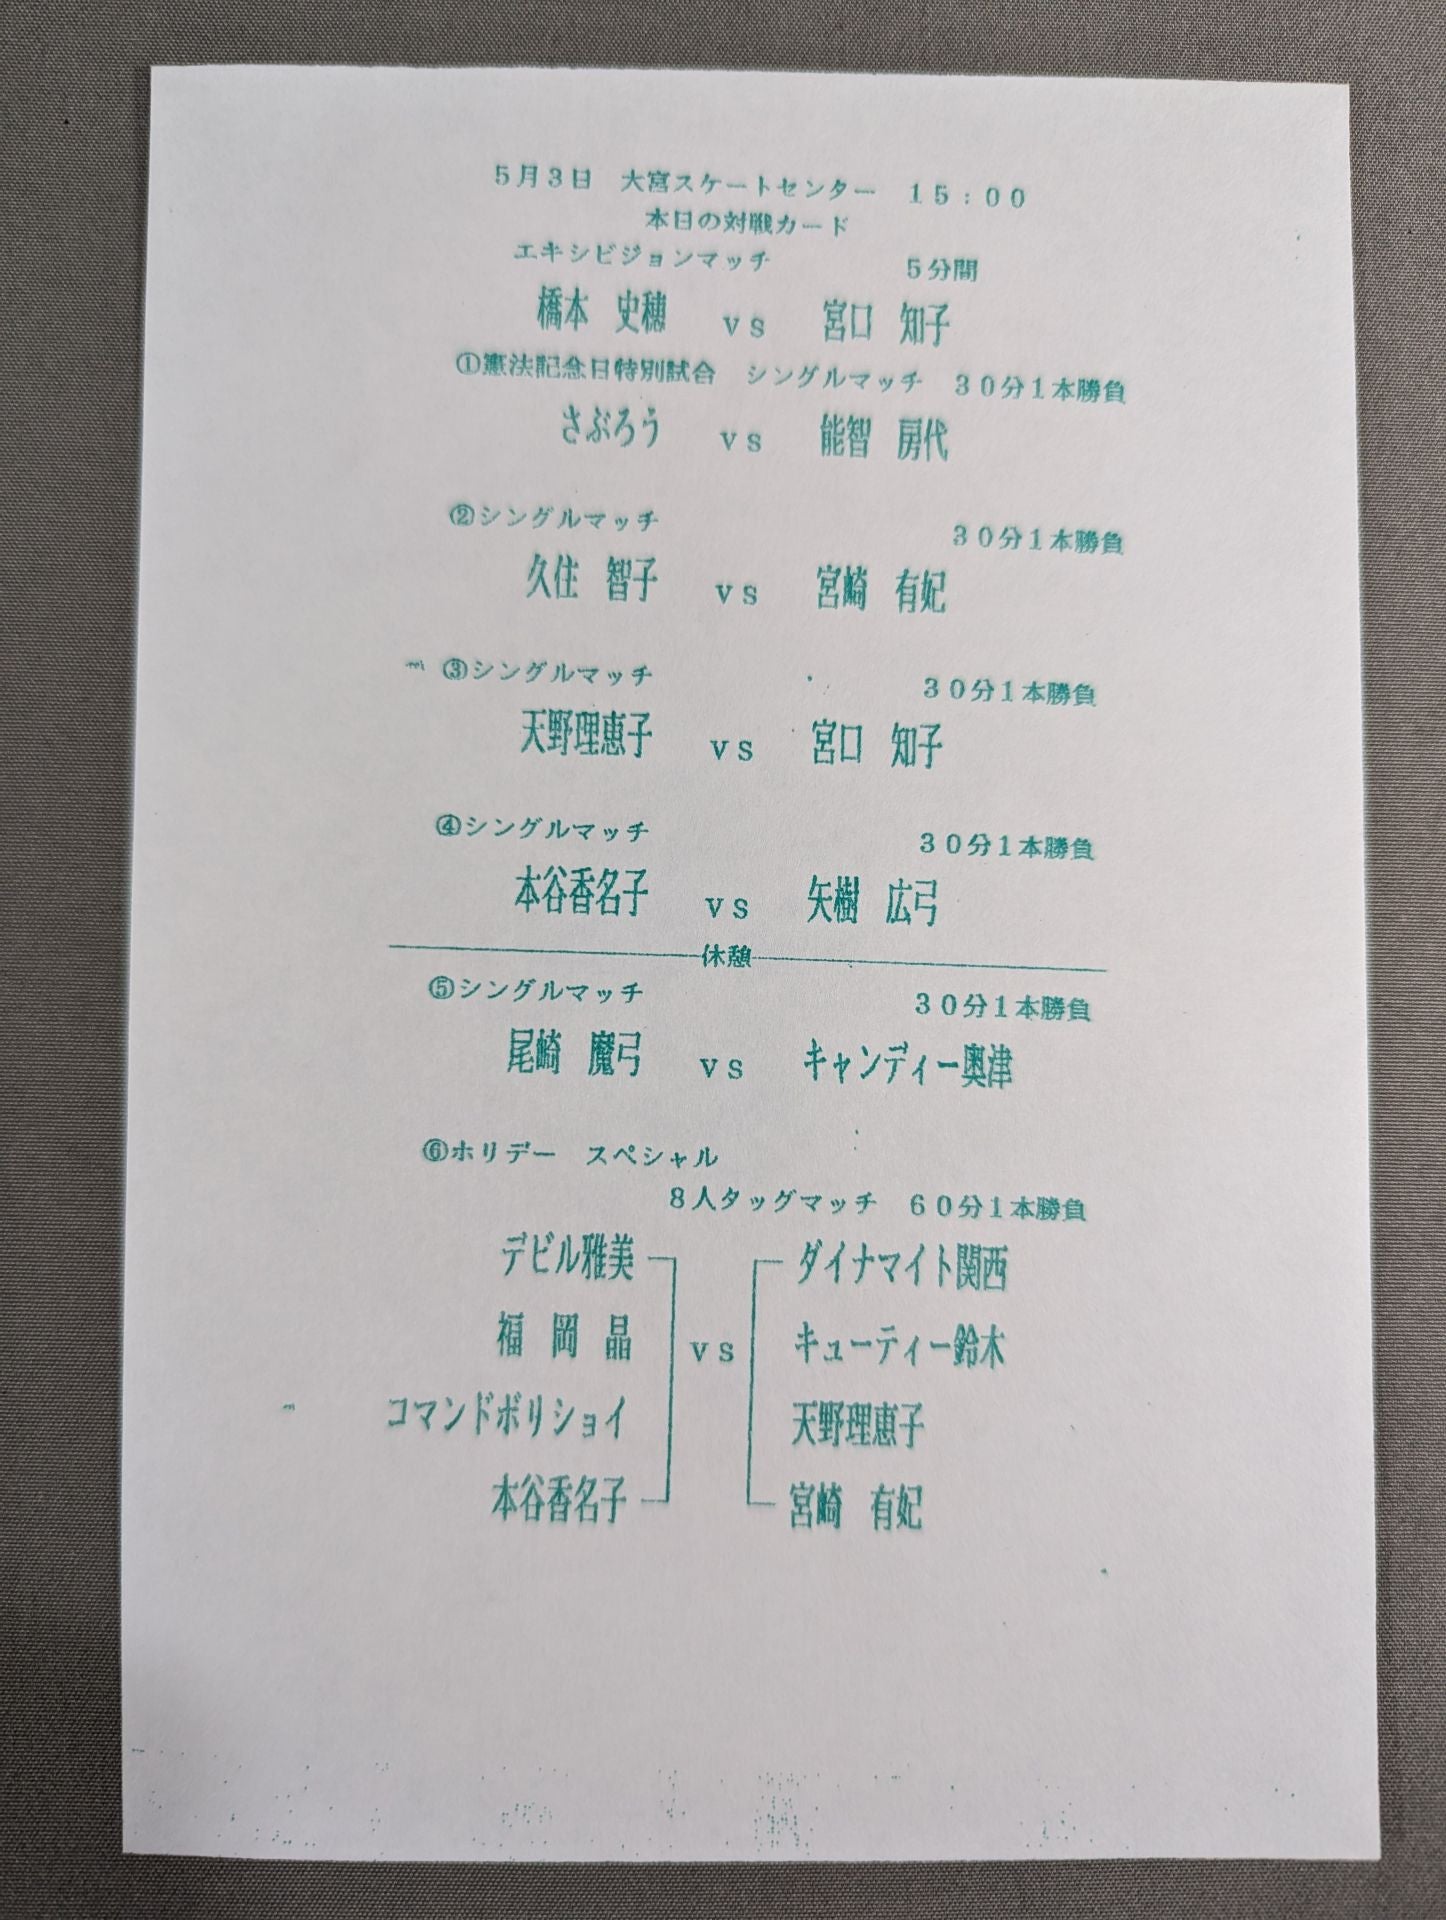 ５月３日　大宮スケートセンター　１５：００
本日の対戦カード
エキシビジョンマッチ　５分間
橋本　史穂　ｖｓ　宮口　知子
①憲法記念日特別試合　シングルマッチ　３０分１本勝負
さぶろう　ｖｓ　能智　房代
②シングルマッチ　３０分１本勝負
久住　智子　ｖｓ　宮崎　有妃
③シングルマッチ　３０分１本勝負
天野理恵子　ｖｓ　宮口　知子
④シングルマッチ　３０分１本勝負
本谷香名子　ｖｓ　矢樹　広弓
休憩
⑤シングルマッチ　３０分１本勝負
尾崎　魔弓　ｖｓ　キャンディー奥津
⑥ホリデー　スペシャル
８人タッグマッチ　６０分１本勝負
デビル雅美　ダイナマイト関西
福　岡　晶　ｖｓ　キューティー鈴木
コマンドボリショイ　天野理恵子
本谷香名子　宮崎　有妃